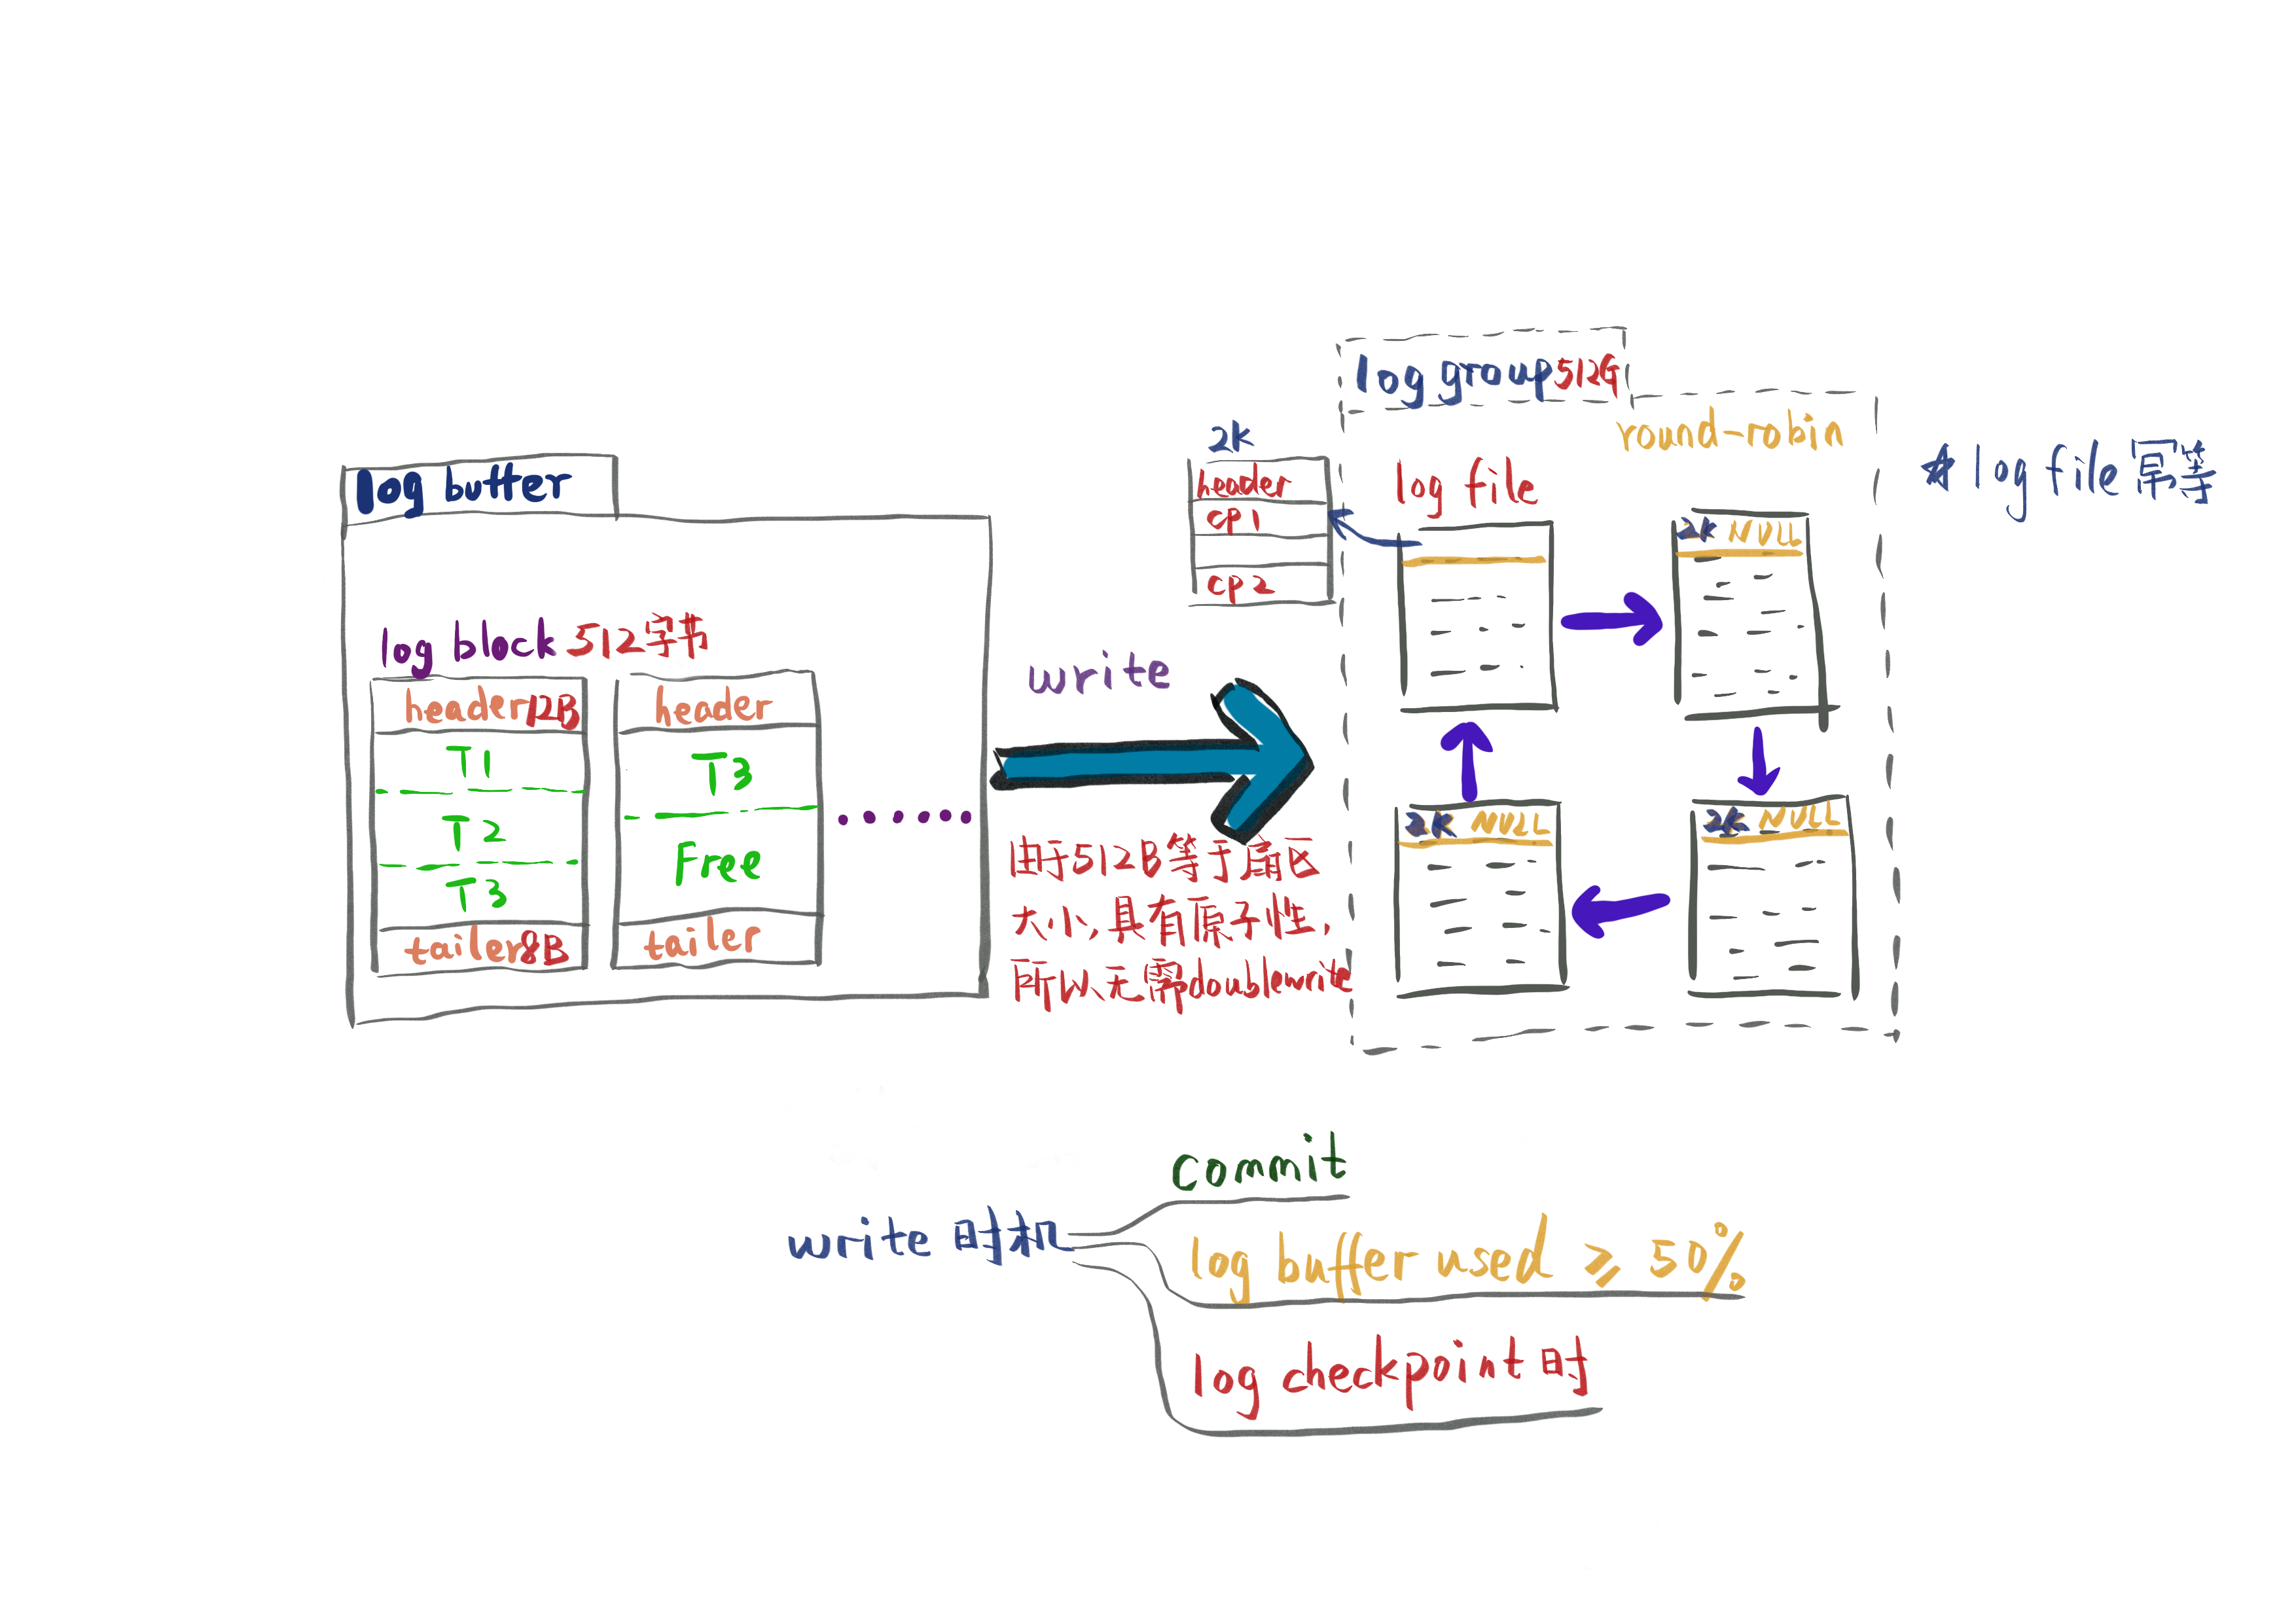 log buffer
log block 512字节
header12B
T1
T2
T3
tailer8B
header
T3
Free
tailer
write
由于512B等于扇区
大小,具有原子性,
所以无需doublewrite
2K
header
cp1
cp2
log group512G
round-robin
log file
2K NULL
2K NULL
2K NULL
* log file 幂等
write 时机
commit
log buffer used ≥ 50%
log checkpoint 时